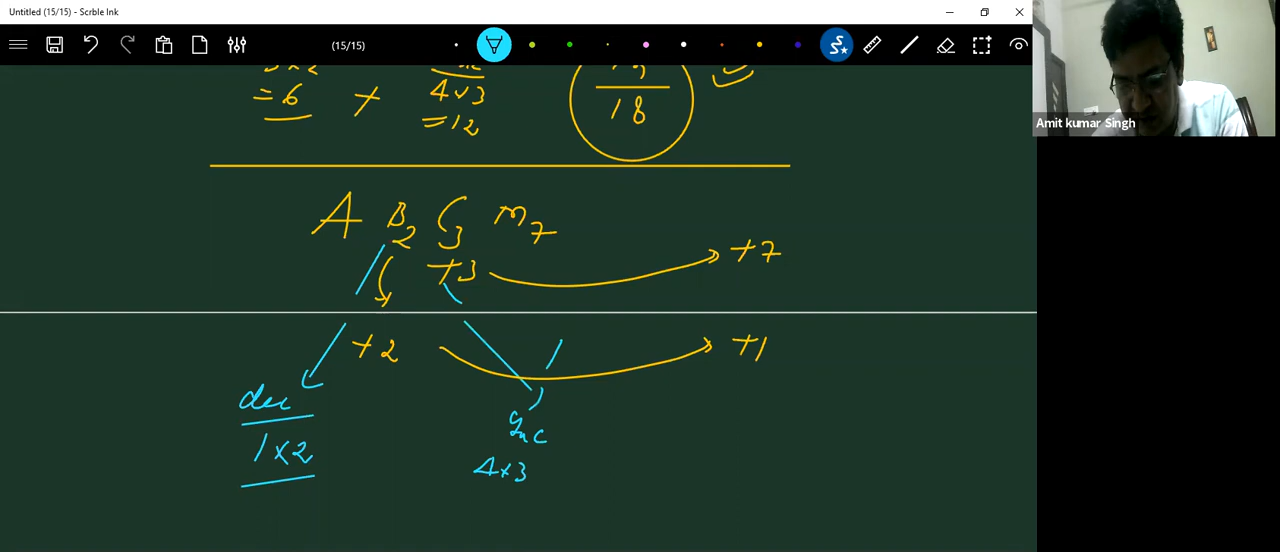 Untitled (15/15) - Scrble Ink
(15/15)
Amit kumar Singh
= 6 +
4×3
=12
18
A B2 C3 M7
+3
+7
+2
+1
dec
1×2
Inc
4×3